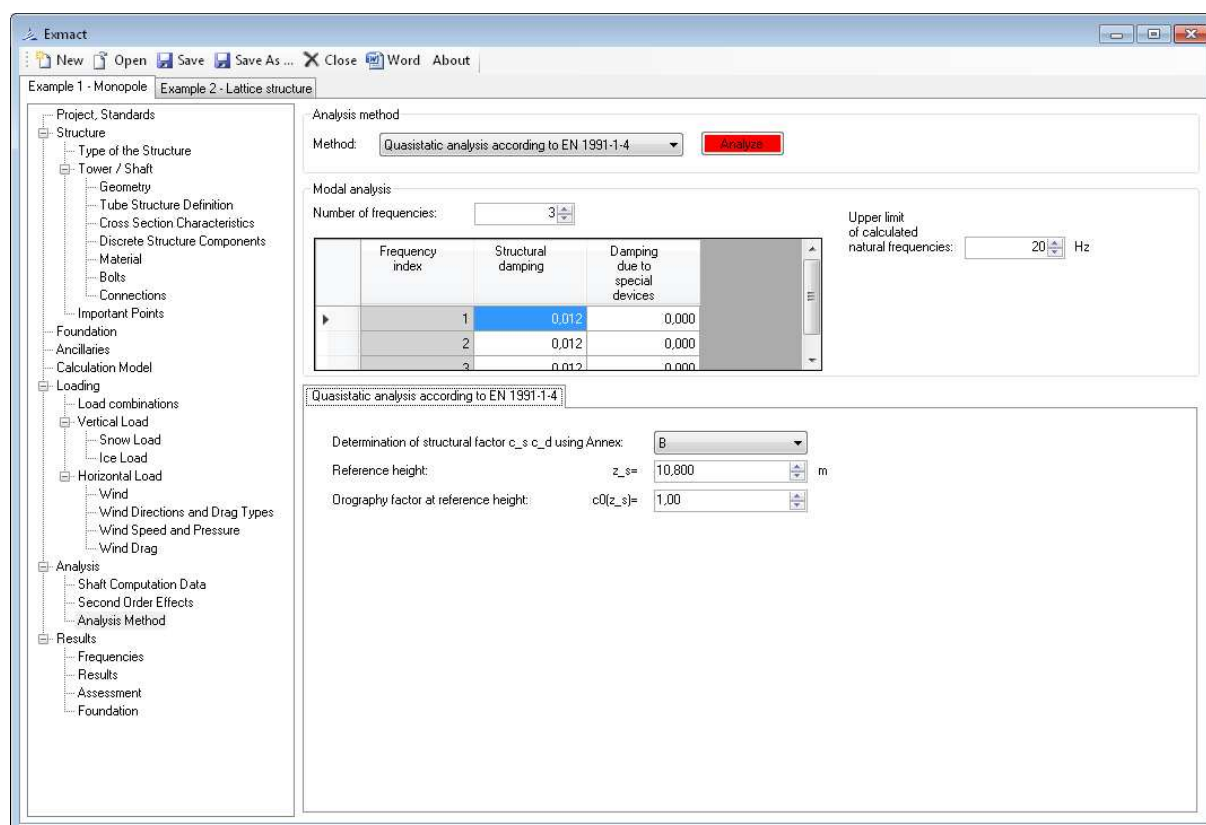 Exmact
New Open Save Save As ... Close Word About
Example 1 - Monopole Example 2 - Lattice structure
Project, Standards
Structure
Type of the Structure
Tower / Shaft
Geometry
Tube Structure Definition
Cross Section Characteristics
Discrete Structure Components
Material
Bolts
Connections
Important Points
Foundation
Ancillaries
Calculation Model
Loading
Load combinations
Vertical Load
Snow Load
Ice Load
Horizontal Load
Wind
Wind Directions and Drag Types
Wind Speed and Pressure
Wind Drag
Analysis
Shaft Computation Data
Second Order Effects
Analysis Method
Results
Frequencies
Results
Assessment
Foundation
Analysis method
Method: Quasistatic analysis according to EN 1991-1-4 Analyze
Modal analysis
Number of frequencies: 3
Upper limit
of calculated
natural frequencies: 20 Hz
Frequency
index
Structural
damping
Damping
due to
special
devices
1 0,012 0,000
2 0,012 0,000
3 0,012 0,000
Quasistatic analysis according to EN 1991-1-4
Determination of structural factor c_s c_d using Annex: B
Reference height: z_s= 10,800 m
Orography factor at reference height: c0(z_s)= 1,00